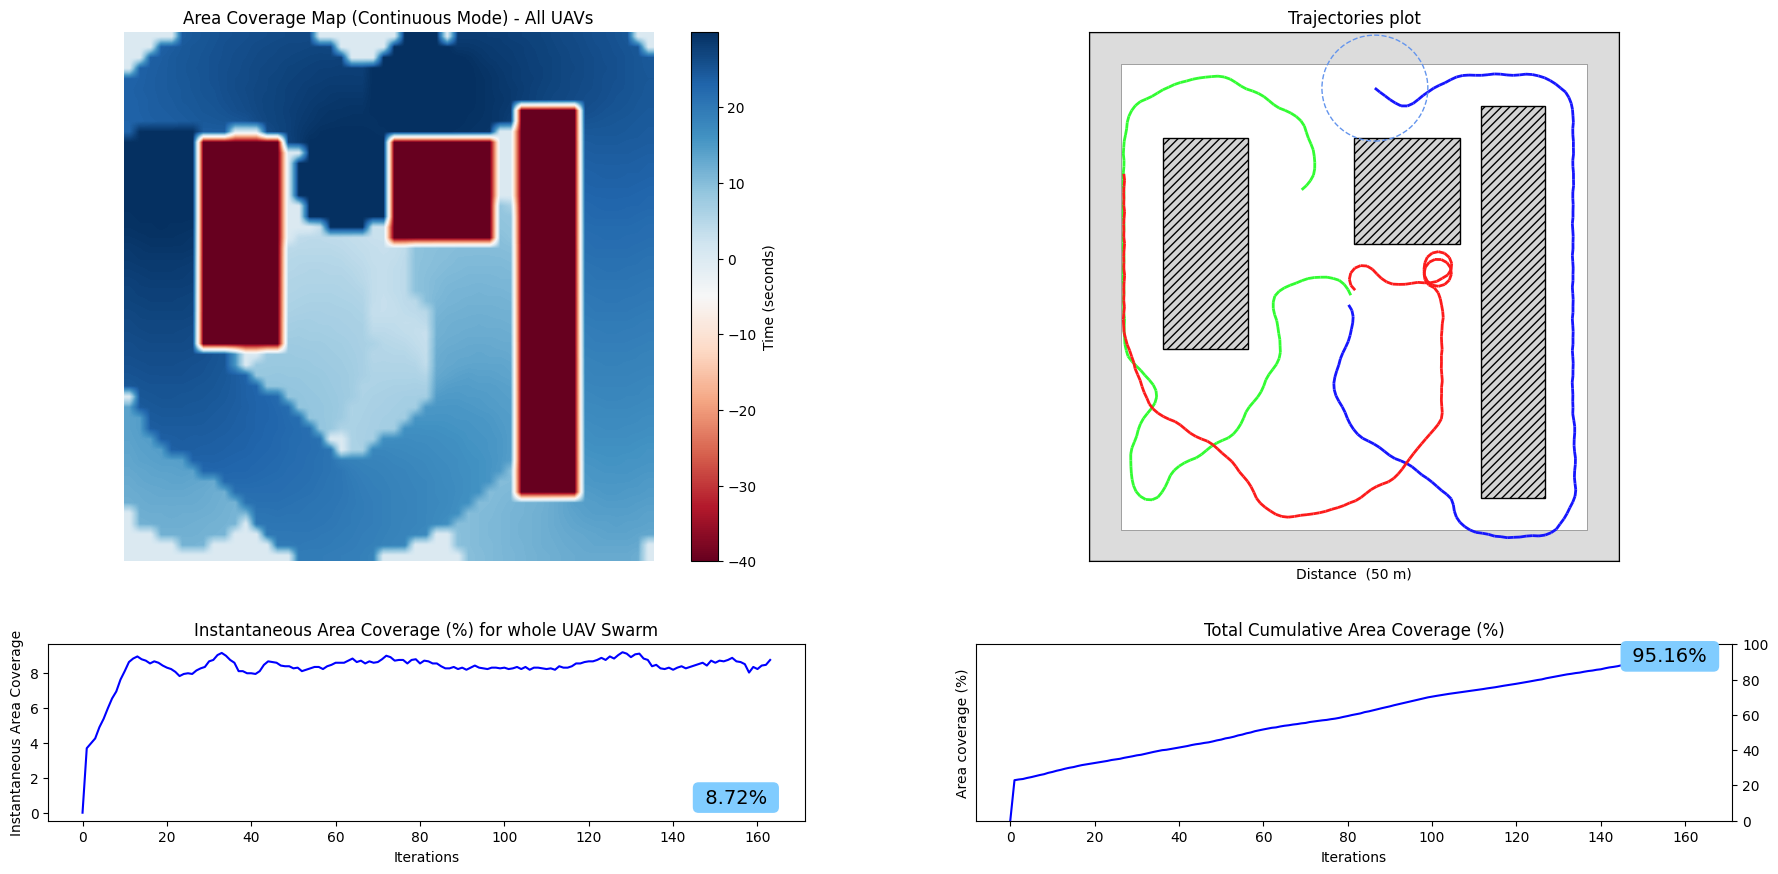 Area Coverage Map (Continuous Mode) - All UAVs
20
10
0
−10
−20
−30
−40
Time (seconds)
Trajectories plot
Distance  (50 m)
Instantaneous Area Coverage (%) for whole UAV Swarm
Instantaneous Area Coverage
8
6
4
2
0
8.72%
0 20 40 60 80 100 120 140 160
Iterations
Total Cumulative Area Coverage (%)
Area coverage (%)
95.16%
100
80
60
40
20
0
0 20 40 60 80 100 120 140 160
Iterations